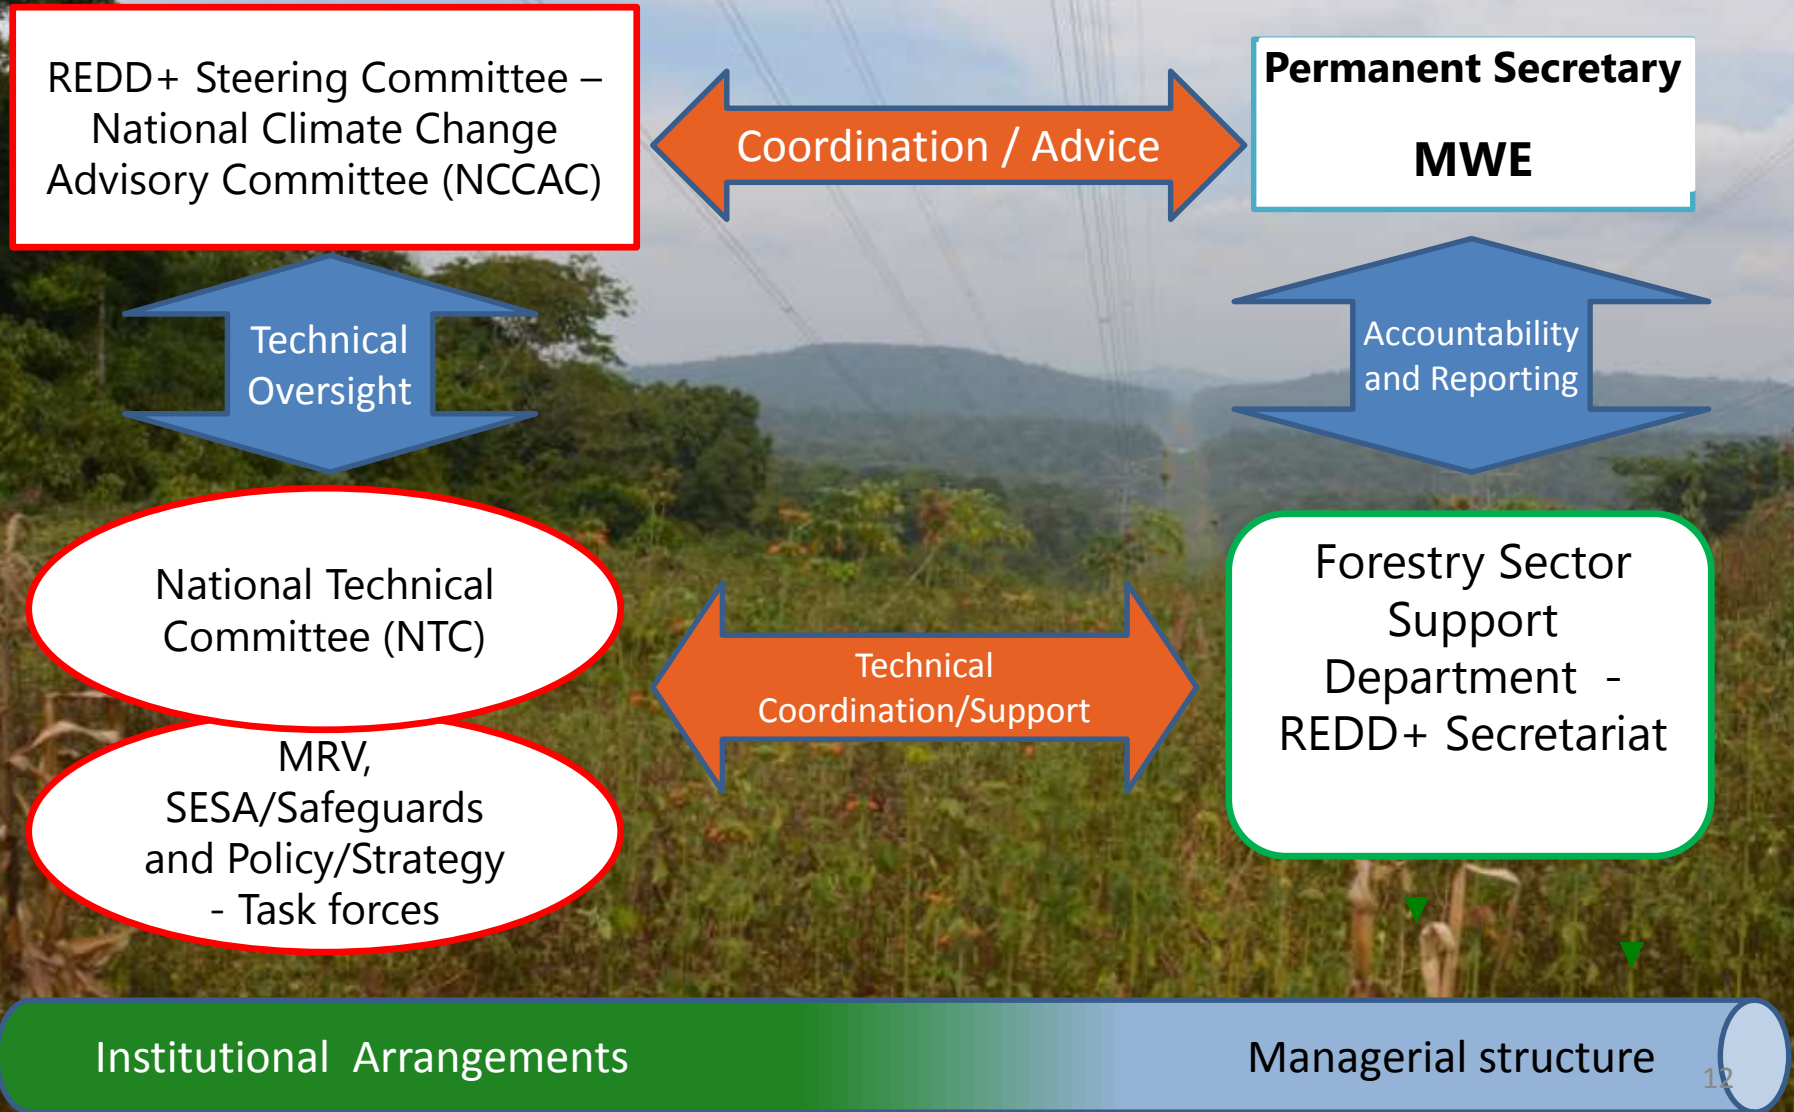 REDD+ Steering Committee –
National Climate Change
Advisory Committee (NCCAC)
Coordination / Advice
Permanent Secretary
MWE
Technical
Oversight
Accountability
and Reporting
National Technical
Committee (NTC)
Technical
Coordination/Support
Forestry Sector
Support
Department -
REDD+ Secretariat
MRV,
SESA/Safeguards
and Policy/Strategy
- Task forces
Institutional Arrangements
Managerial structure
12